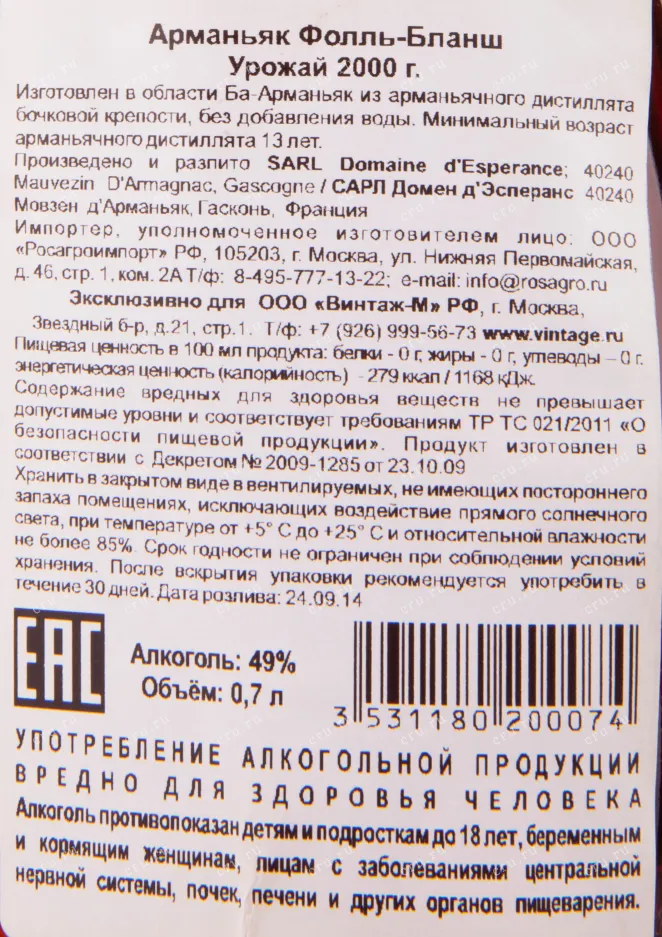 Арманьяк Фолль-Бланш
Урожай 2000 г.
Изготовлен в области Ба-Арманьяк из арманьячного дистиллята
бочковой крепости, без добавления воды. Минимальный возраст
арманьячного дистиллята 13 лет.
Произведено и разлито SARL Domaine d'Esperance; 40240
Mauvezin D'Armagnac, Gascogne / САРЛ Домен д'Эсперанс 40240
Мовзен д'Арманьяк, Гасконь, Франция
Импортер, уполномоченное изготовителем лицо: ООО
«Росагроимпорт» РФ, 105203, г. Москва, ул. Нижняя Первомайская,
д. 46, стр. 1, ком. 2А Т/ф: 8-495-777-13-22; e-mail: info@rosagro.ru
Эксклюзивно для ООО «Винтаж-М» РФ, г. Москва,
Звездный б-р, д.21, стр.1. Т/ф: +7 (926) 999-56-73 www.vintage.ru
Пищевая ценность в 100 мл продукта: белки - 0 г, жиры - 0 г, углеводы – 0 г.
энергетическая ценность (калорийность) - 279 ккал / 1168 кДж.
Содержание вредных для здоровья веществ не превышает
допустимые уровни и соответствует требованиям ТР ТС 021/2011 «О
безопасности пищевой продукции». Продукт изготовлен в
соответствии с Декретом № 2009-1285 от 23.10.09
Хранить в закрытом виде в вентилируемых, не имеющих постороннего
запаха помещениях, исключающих воздействие прямого солнечного
света, при температуре от +5° С до +25° С и относительной влажности
не более 85%. Срок годности не ограничен при соблюдении условий
хранения. После вскрытия упаковки рекомендуется употребить в
течение 30 дней. Дата розлива: 24.09.14
EAC
Алкоголь: 49%
Объём: 0,7 л
3 531180 200074
УПОТРЕБЛЕНИЕ АЛКОГОЛЬНОЙ ПРОДУКЦИИ
ВРЕДНО ДЛЯ ЗДОРОВЬЯ ЧЕЛОВЕКА
Алкоголь противопоказан детям и подросткам до 18 лет, беременным
и кормящим женщинам, лицам с заболеваниями центральной
нервной системы, почек, печени и других органов пищеварения.